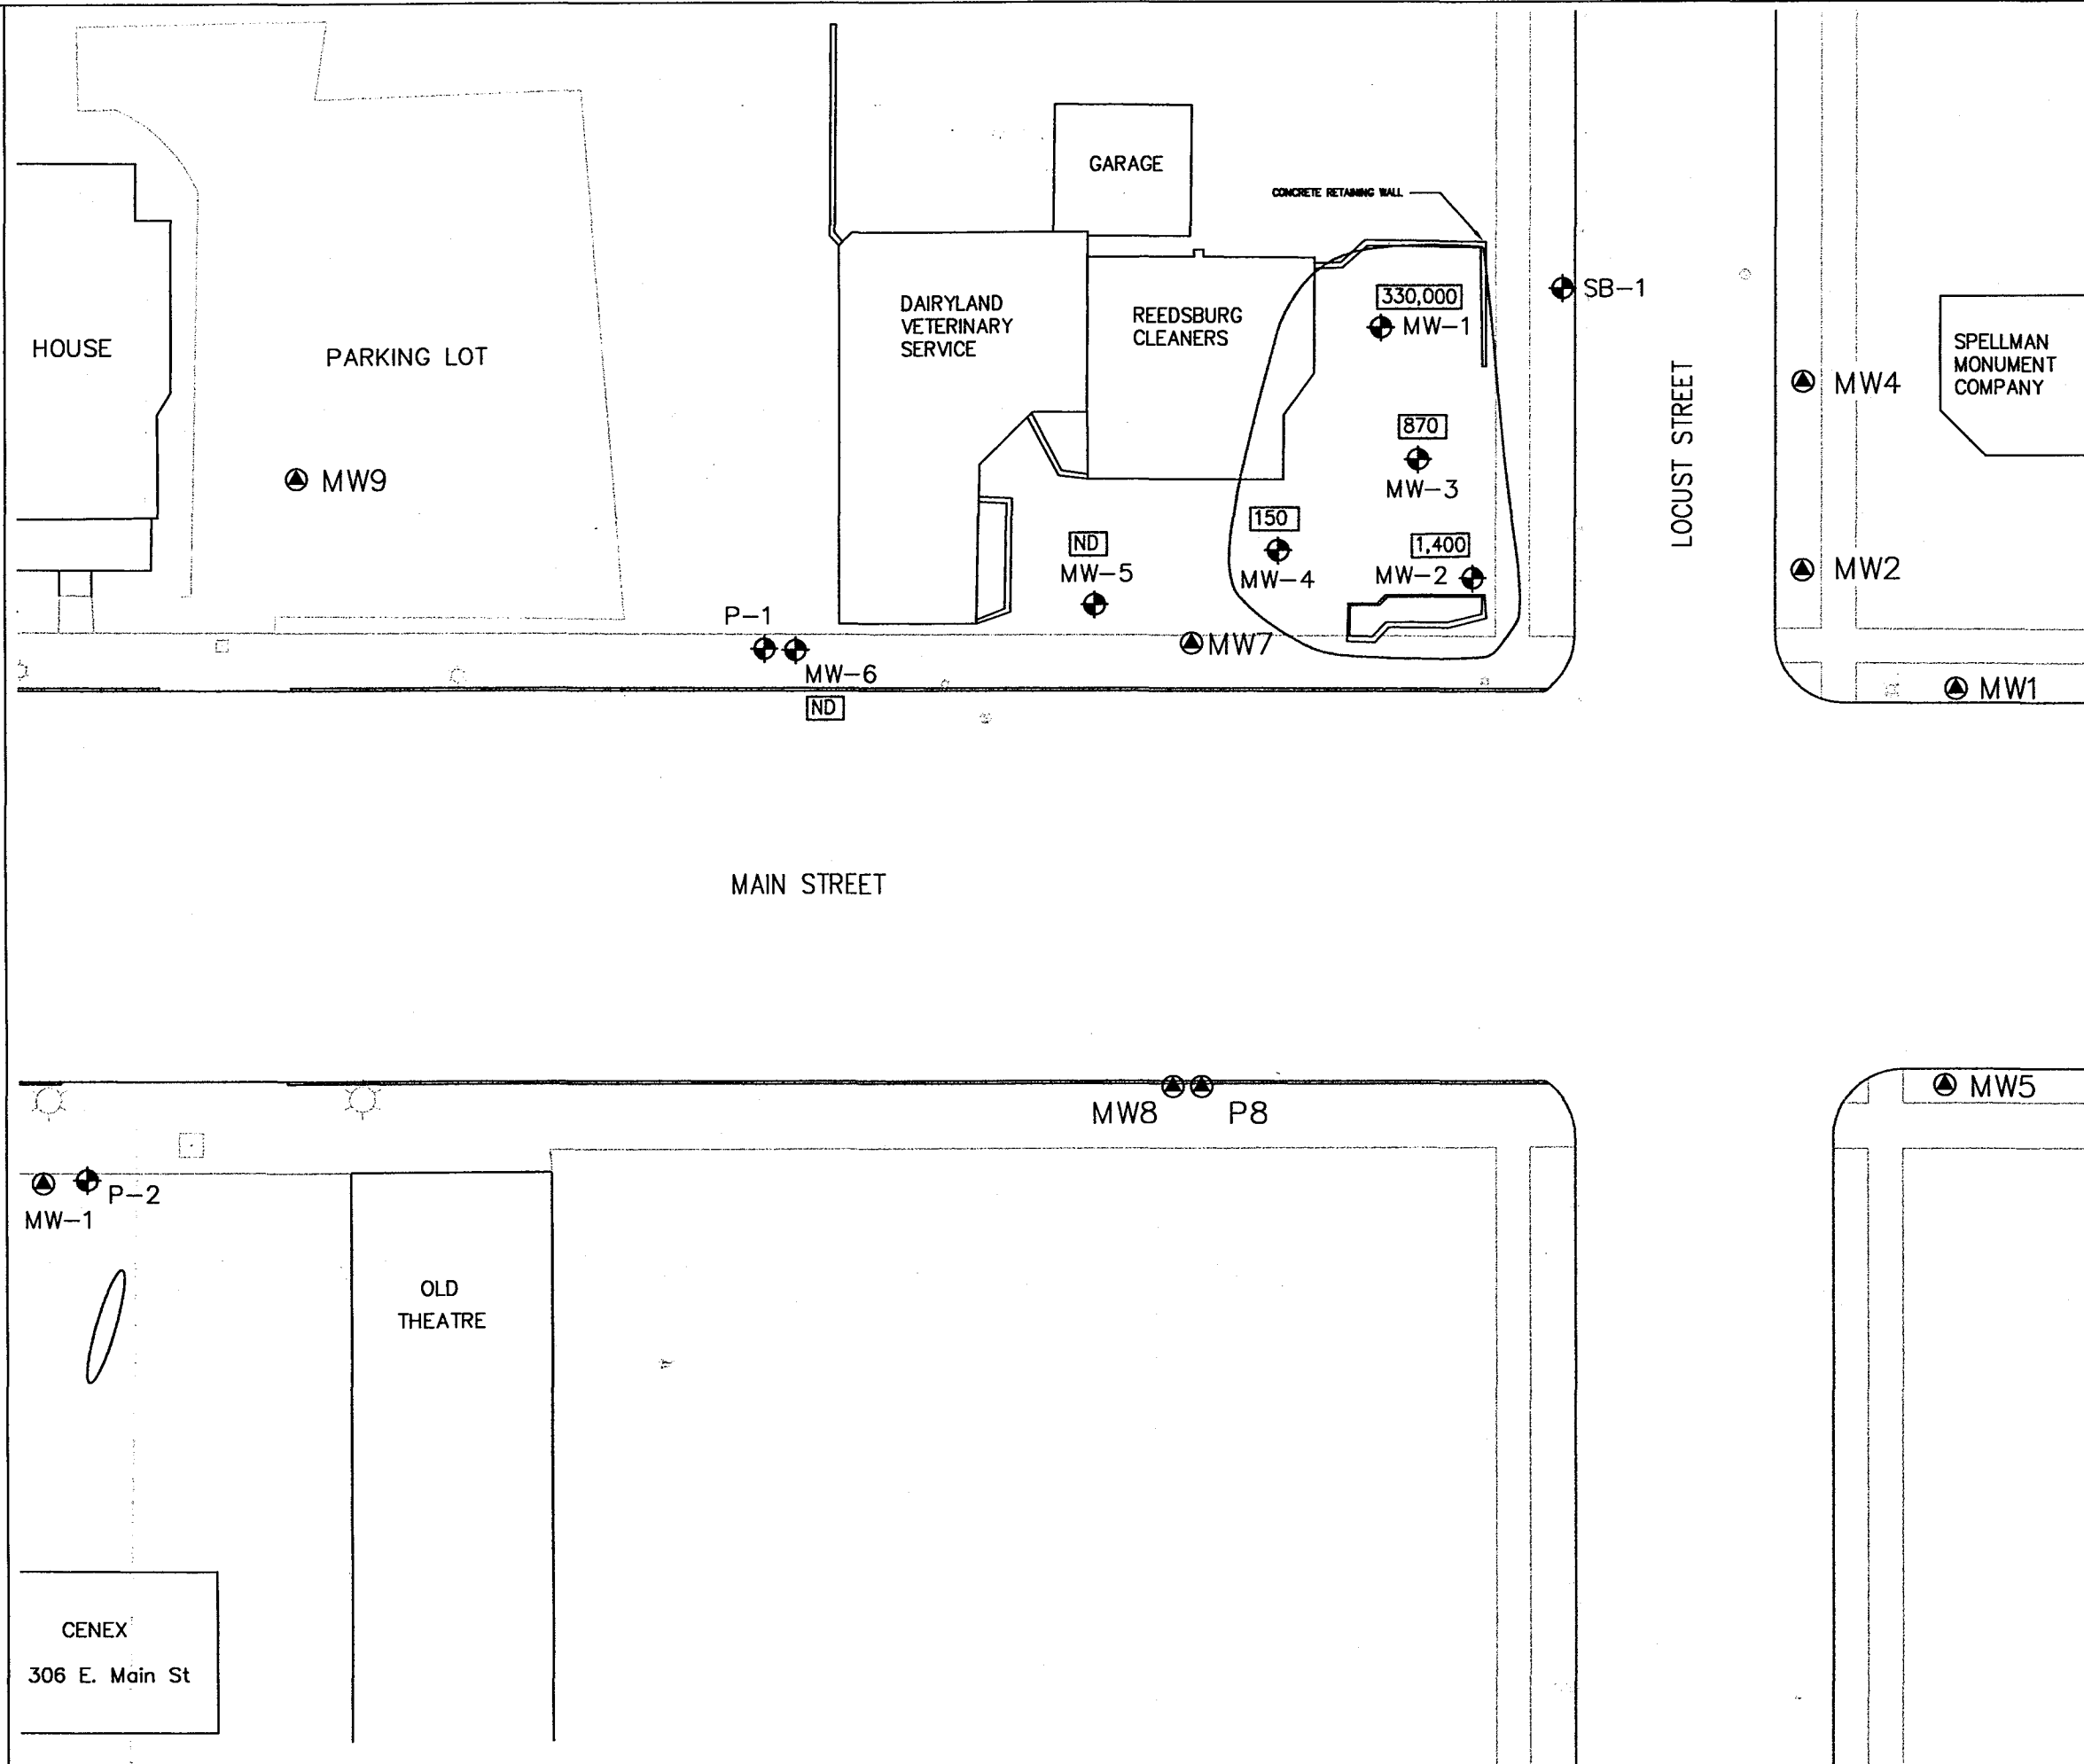 GARAGE
CONCRETE RETAINING WALL
330,000
MW-1
SB-1
DAIRYLAND
VETERINARY
SERVICE
REEDSBURG
CLEANERS
HOUSE
PARKING LOT
SPELLMAN
MONUMENT
COMPANY
MW4
LOCUST STREET
870
MW-3
MW9
150
MW-4
1,400
MW-2
ND
MW-5
MW2
P-1
MW-6
ND
MW7
MW1
MAIN STREET
MW8
P8
MW5
P-2
MW-1
OLD
THEATRE
CENEX
306 E. Main St